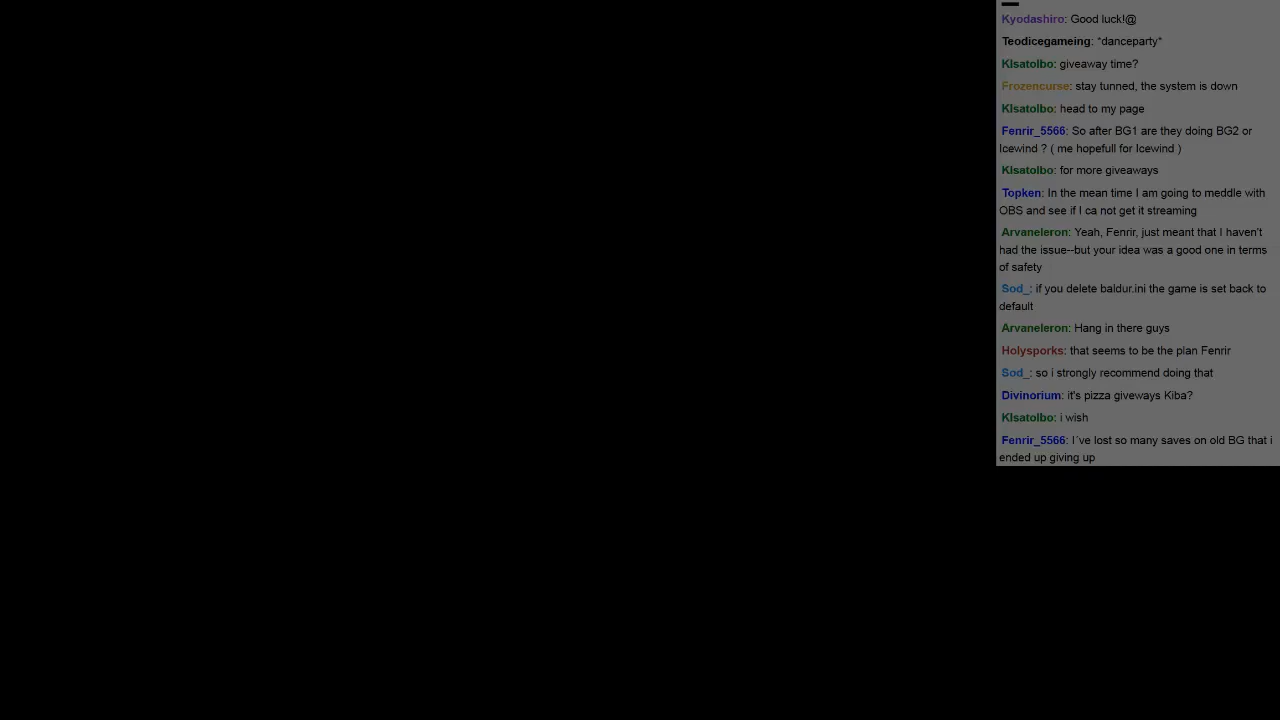 Kyodashiro: Good luck!@
Teodicegameing: *danceparty*
KIsatoIbo: giveaway time?
Frozencurse: stay tunned, the system is down
KIsatoIbo: head to my page
Fenrir_5566: So after BG1 are they doing BG2 or
Icewind ? ( me hopefull for Icewind )
KIsatoIbo: for more giveaways
Topken: In the mean time I am going to meddle with
OBS and see if I ca not get it streaming
Arvaneleron: Yeah, Fenrir, just meant that I haven't
had the issue--but your idea was a good one in terms
of safety
Sod_: if you delete baldur.ini the game is set back to
default
Arvaneleron: Hang in there guys
Holysporks: that seems to be the plan Fenrir
Sod_: so i strongly recommend doing that
Divinorium: it's pizza giveways Kiba?
KIsatoIbo: i wish
Fenrir_5566: I´ve lost so many saves on old BG that i
ended up giving up